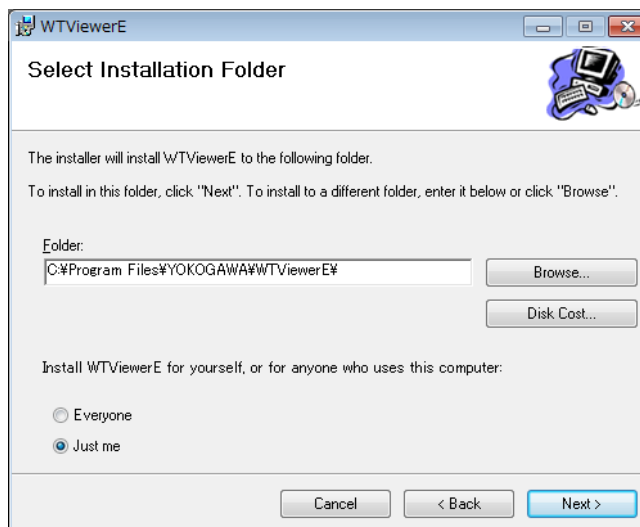 WTViewerE
Select Installation Folder
The installer will install WTViewerE to the following folder.
To install in this folder, click "Next". To install to a different folder, enter it below or click "Browse".
Folder:
C:¥Program Files¥YOKOGAWA¥WTViewerE¥
Browse...
Disk Cost...
Install WTViewerE for yourself, or for anyone who uses this computer:
Everyone
Just me
Cancel
< Back
Next >